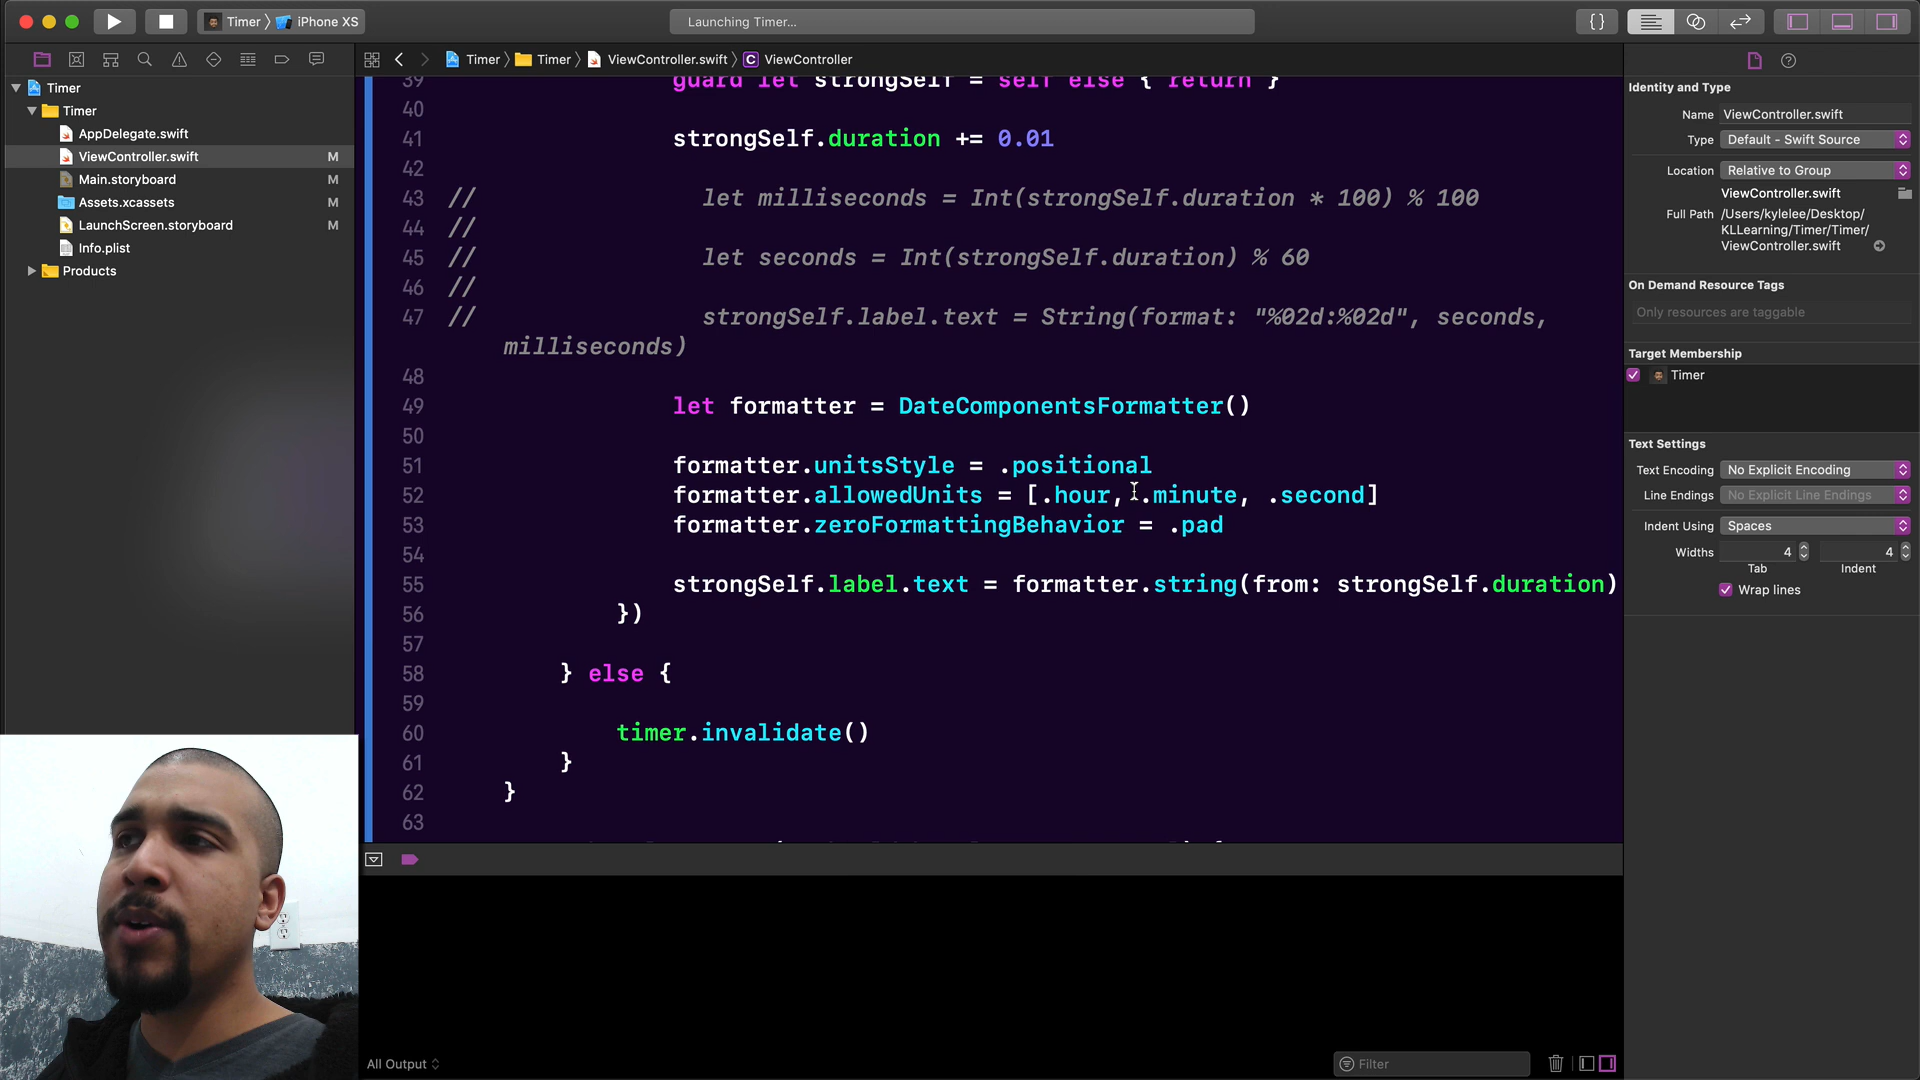 Timer
iPhone XS
Launching Timer...
{}
Timer
Timer
ViewController.swift
C
ViewController
Timer
Timer
AppDelegate.swift
ViewController.swift
M
Main.storyboard
M
Assets.xcassets
M
LaunchScreen.storyboard
M
Info.plist
Products
39 guard let strongSelf = self else { return }
40
41 strongSelf.duration += 0.01
42
43 // let milliseconds = Int(strongSelf.duration * 100) % 100
44 //
45 // let seconds = Int(strongSelf.duration) % 60
46 //
47 // strongSelf.label.text = String(format: "%02d:%02d", seconds,
milliseconds)
48
49 let formatter = DateComponentsFormatter()
50
51 formatter.unitsStyle = .positional
52 formatter.allowedUnits = [.hour, .minute, .second]
53 formatter.zeroFormattingBehavior = .pad
54
55 strongSelf.label.text = formatter.string(from: strongSelf.duration)
56 })
57
58 } else {
59
60 timer.invalidate()
61 }
62 }
63
All Output
Filter
Identity and Type
Name ViewController.swift
Type Default - Swift Source
Location Relative to Group
ViewController.swift
Full Path /Users/kylelee/Desktop/
KLLearning/Timer/Timer/
ViewController.swift
On Demand Resource Tags
Only resources are taggable
Target Membership
Timer
Text Settings
Text Encoding No Explicit Encoding
Line Endings No Explicit Line Endings
Indent Using Spaces
Widths 4 4
Tab Indent
Wrap lines